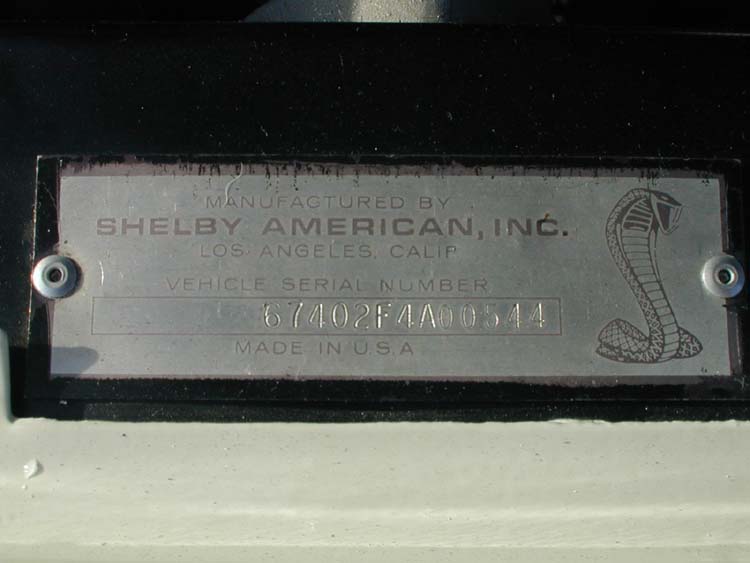 MANUFACTURED BY
SHELBY AMERICAN, INC.
LOS ANGELES, CALIF
VEHICLE SERIAL NUMBER
67402F4A00544
MADE IN U.S.A